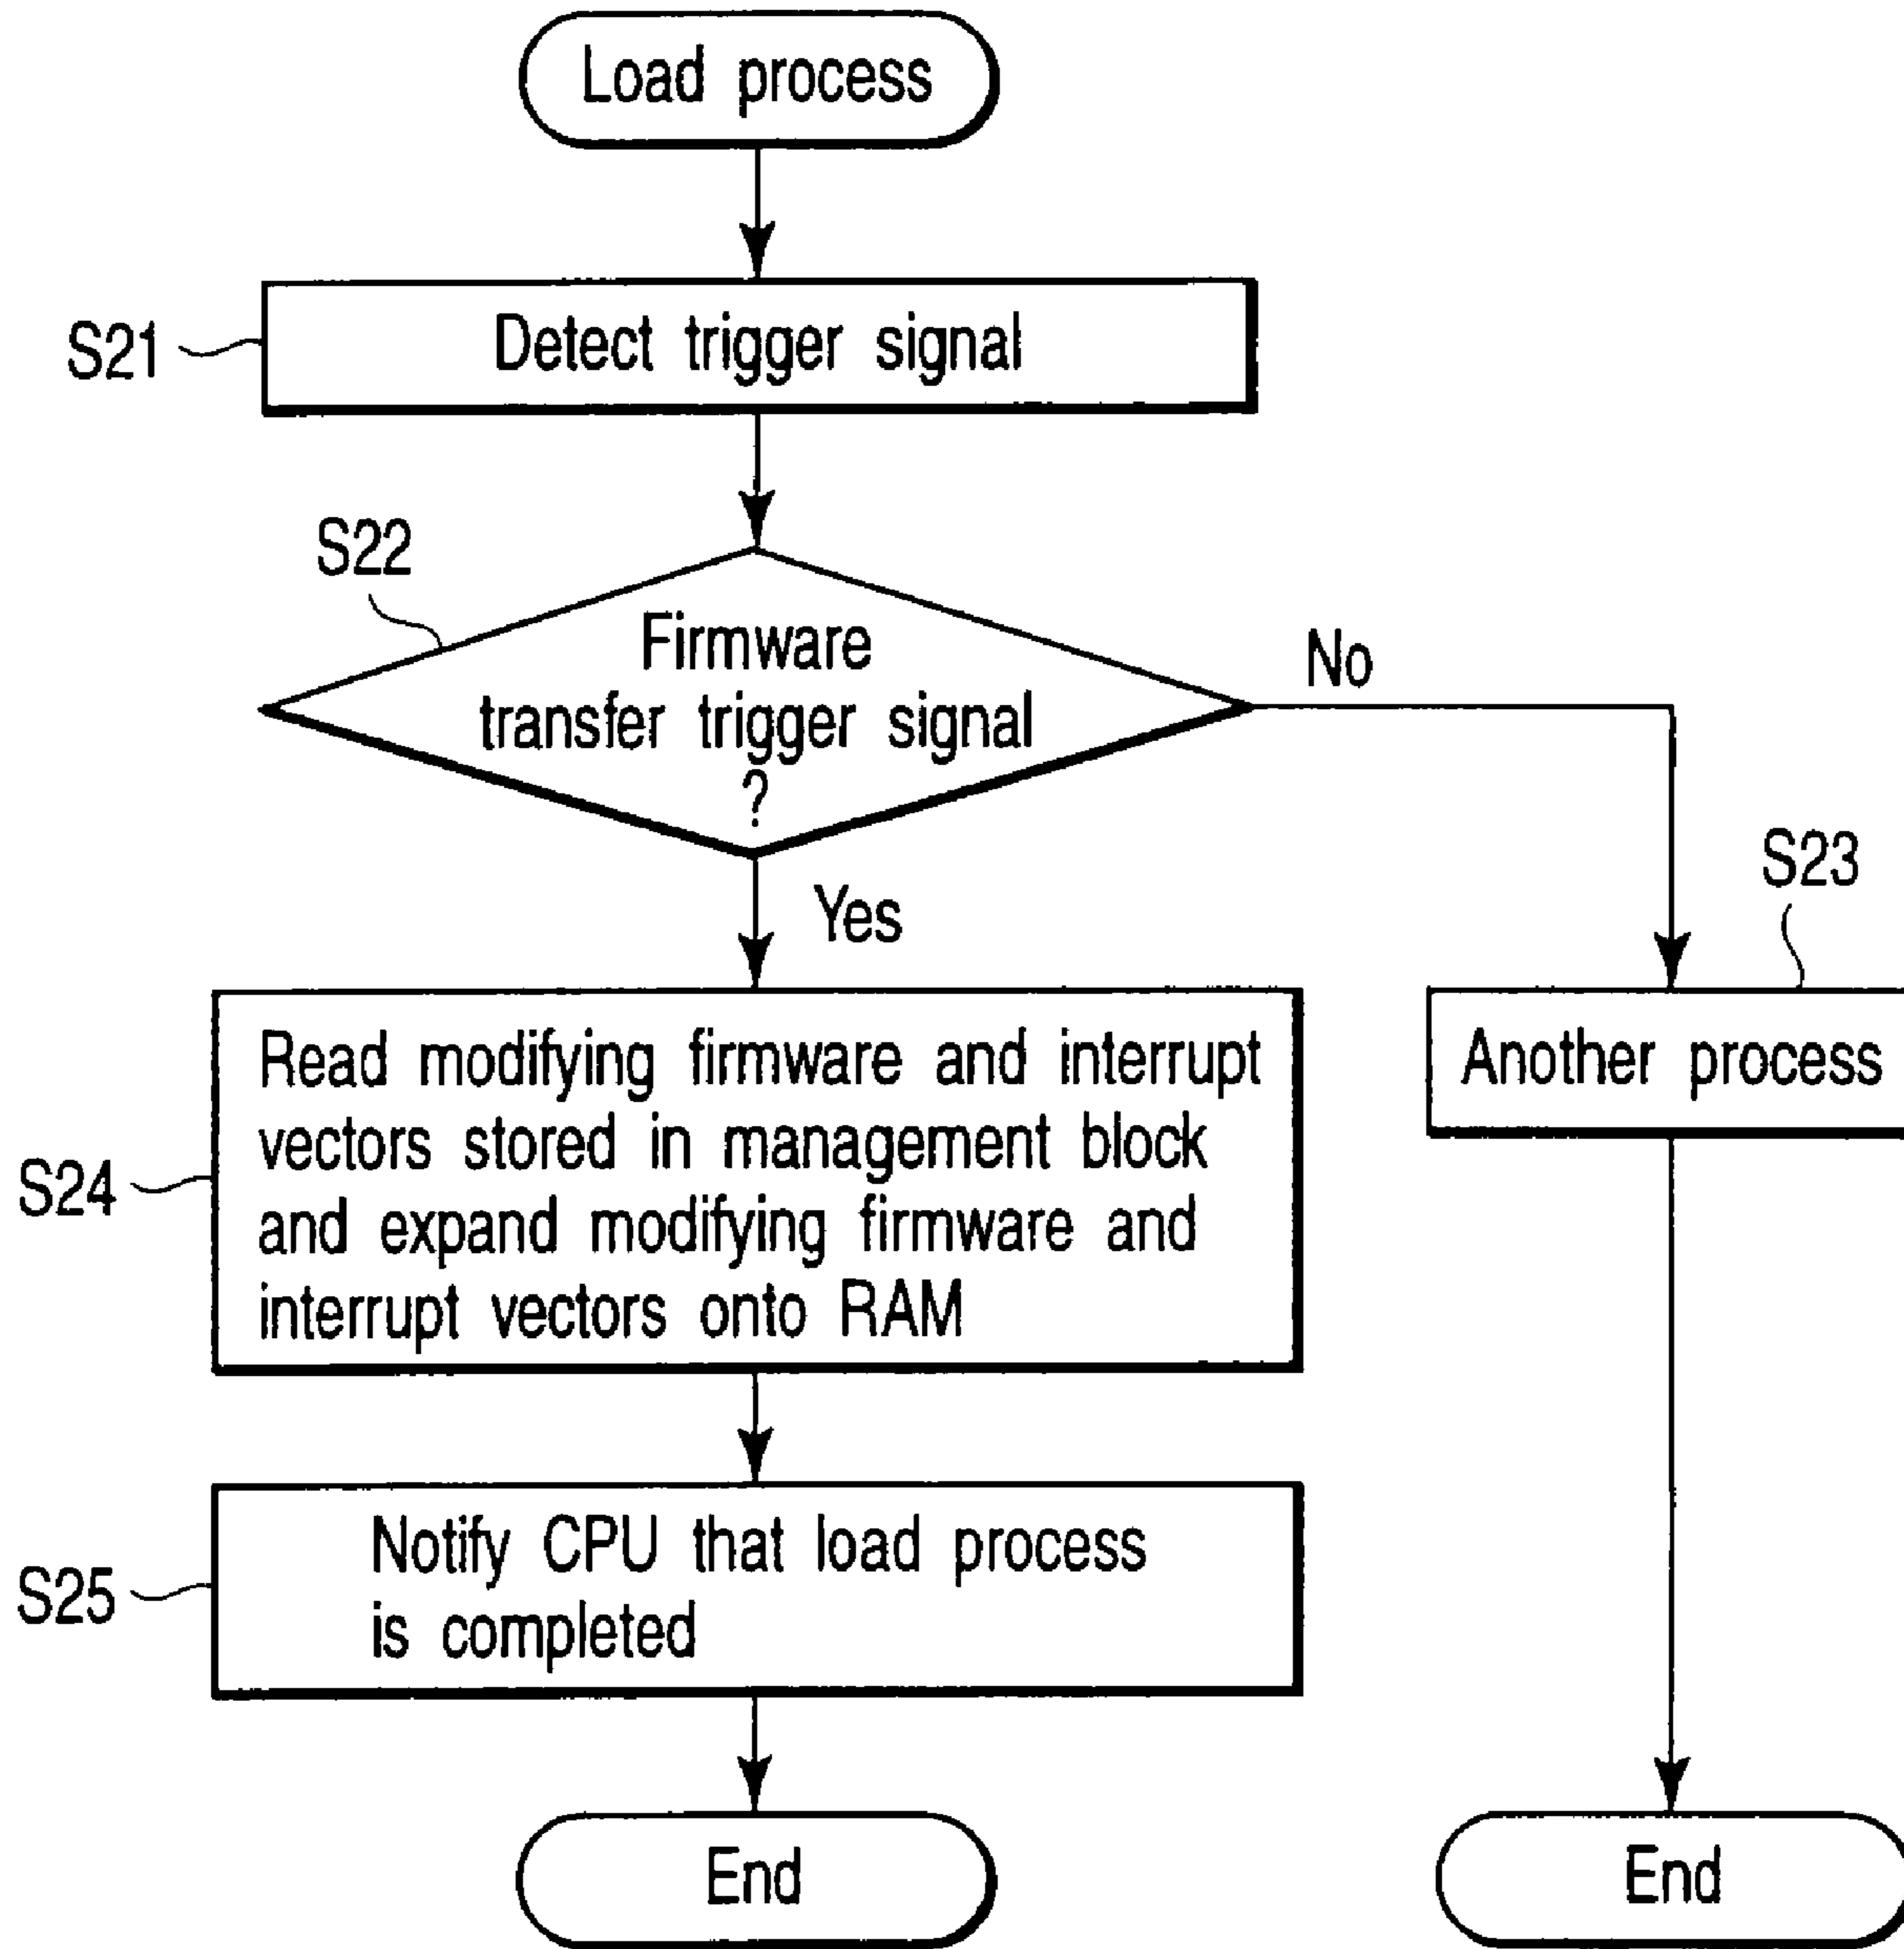 Load process
S21
Detect trigger signal
S22
Firmware
transfer trigger signal
?
No
Yes
S23
Another process
S24
Read modifying firmware and interrupt
vectors stored in management block
and expand modifying firmware and
interrupt vectors onto RAM
S25
Notify CPU that load process
is completed
End
End